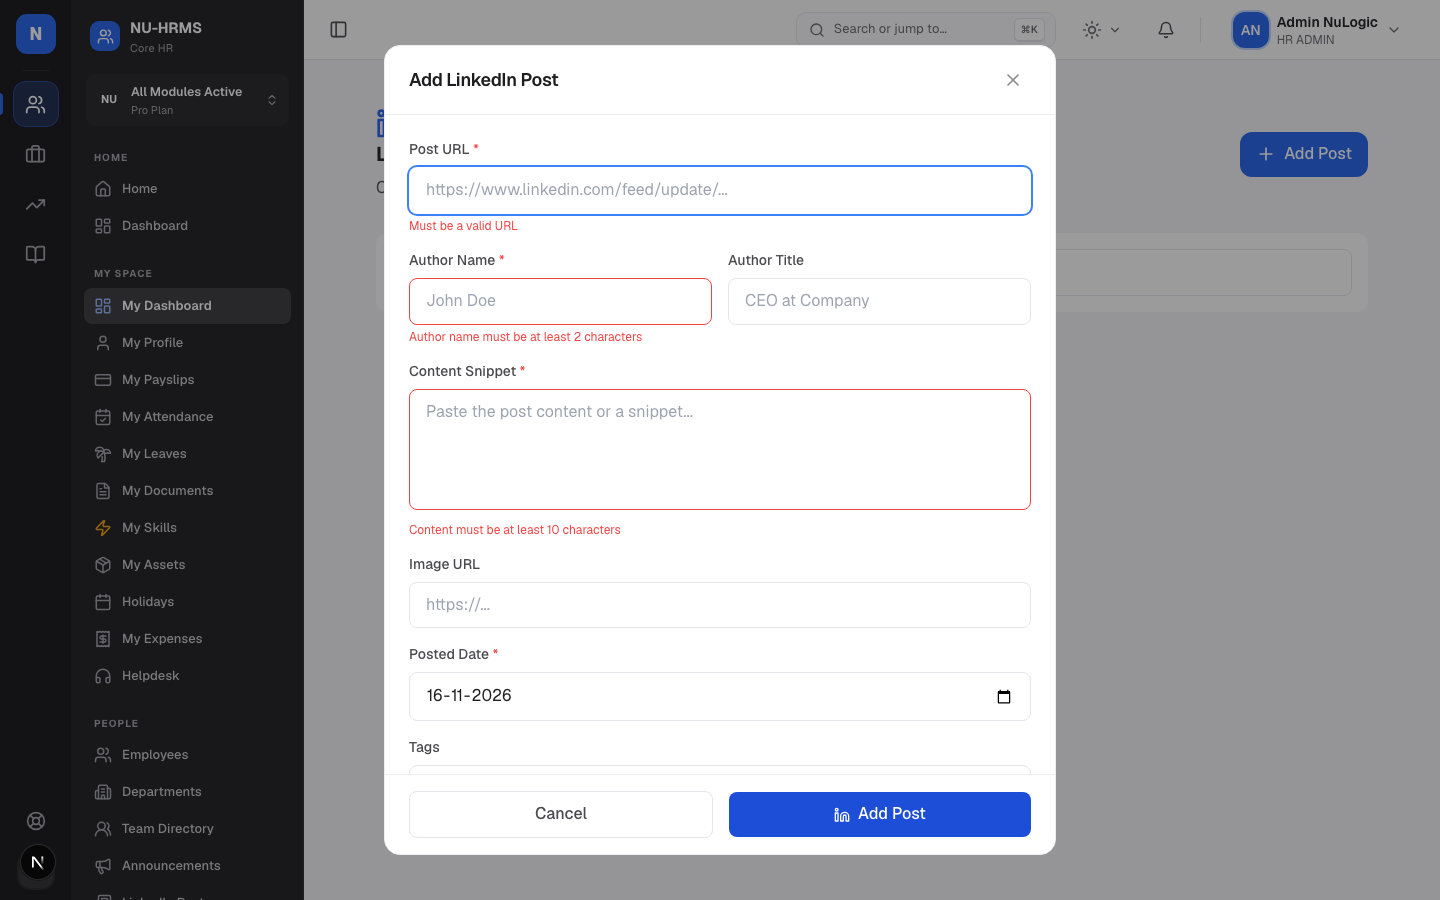 N
NU-HRMS
Core HR
NU
All Modules Active
Pro Plan
HOME
Home
Dashboard
MY SPACE
My Dashboard
My Profile
My Payslips
My Attendance
My Leaves
My Documents
My Skills
My Assets
Holidays
My Expenses
Helpdesk
PEOPLE
Employees
Departments
Team Directory
Announcements
N
Search or jump to...
⌘K
AN
Admin NuLogic
HR ADMIN
Add Post
Add LinkedIn Post
Post URL *
https://www.linkedin.com/feed/update/...
Must be a valid URL
Author Name *
Author Title
John Doe
CEO at Company
Author name must be at least 2 characters
Content Snippet *
Paste the post content or a snippet...
Content must be at least 10 characters
Image URL
https://...
Posted Date *
16-11-2026
Tags
Cancel
Add Post